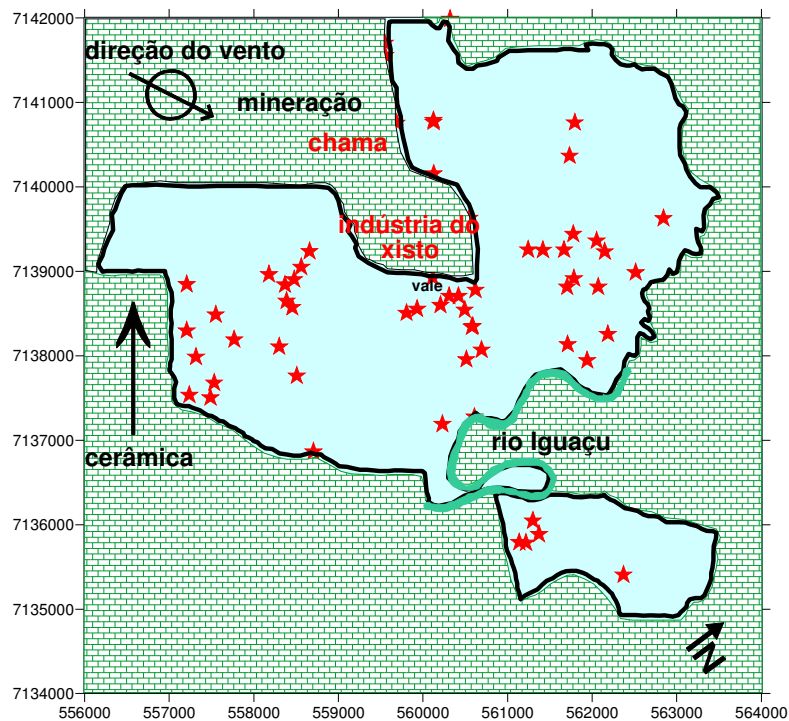 7142000
direção do vento
7141000
mineração
chama
7140000
indústria do
xisto
7139000
vale
7138000
7137000
rio Iguaçu
cerâmica
7136000
7135000
N
7134000
556000 557000 558000 559000 560000 561000 562000 563000 564000